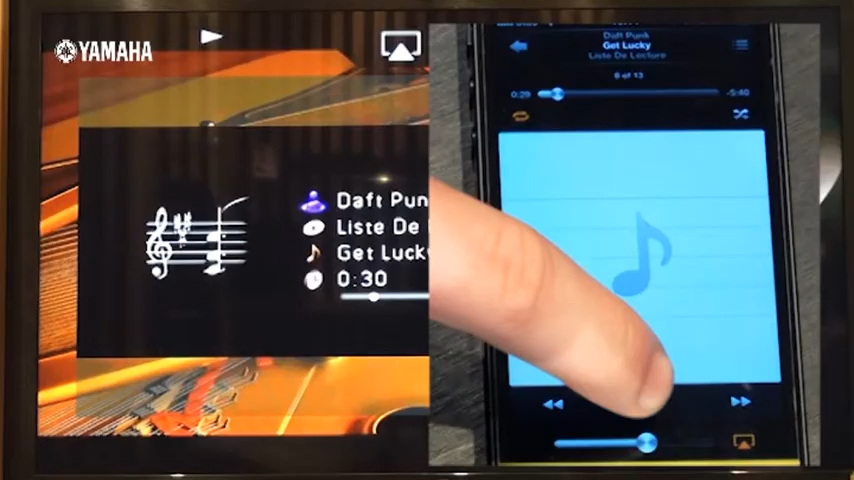 YAMAHA
Daft Pun
Liste De
Get Lucky
0:30
Daft Punk
Get Lucky
Liste De Lecture
8 of 13
0:29
-5:40